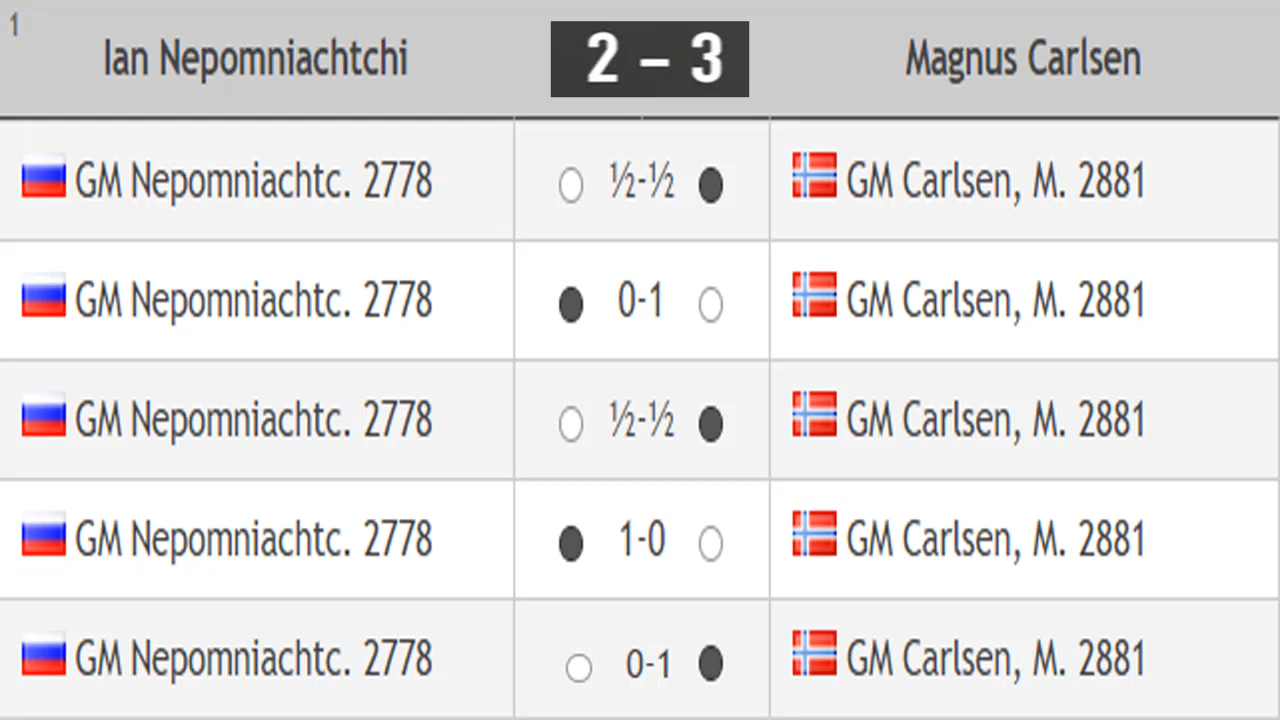 1
Ian Nepomniachtchi 2 – 3 Magnus Carlsen
GM Nepomniachtc. 2778 ½-½ GM Carlsen, M. 2881
GM Nepomniachtc. 2778 0-1 GM Carlsen, M. 2881
GM Nepomniachtc. 2778 ½-½ GM Carlsen, M. 2881
GM Nepomniachtc. 2778 1-0 GM Carlsen, M. 2881
GM Nepomniachtc. 2778 0-1 GM Carlsen, M. 2881